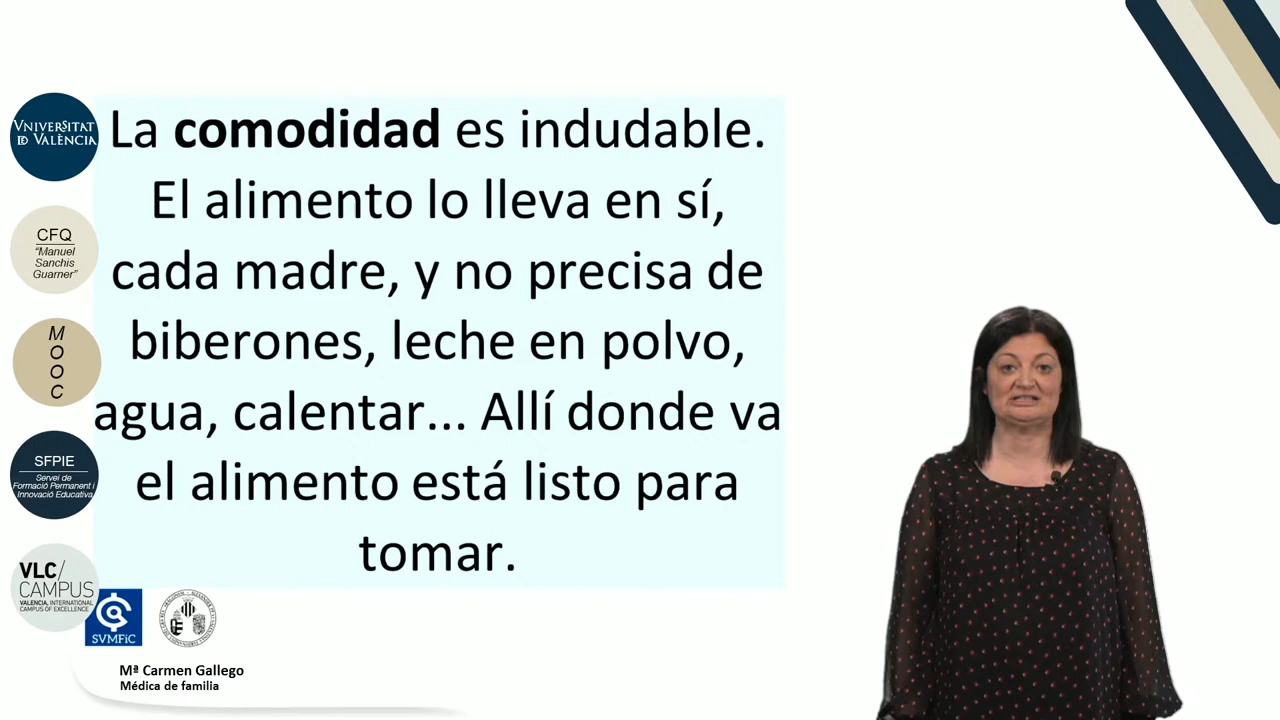 La comodidad es indudable.
El alimento lo lleva en sí,
cada madre, y no precisa de
biberones, leche en polvo,
agua, calentar... Allí donde va
el alimento está listo para
tomar.
VNIVERSITAT
ID VALÈNCIA
CFQ
“Manuel
Sanchis
Guarner”
M
O
O
C
SFPIE
Servei de
Formació Permanent i
Innovació Educativa
VLC/
CAMPUS
VALENCIA, INTERNATIONAL
CAMPUS OF EXCELLENCE
SVMFiC
Mª Carmen Gallego
Médica de familia